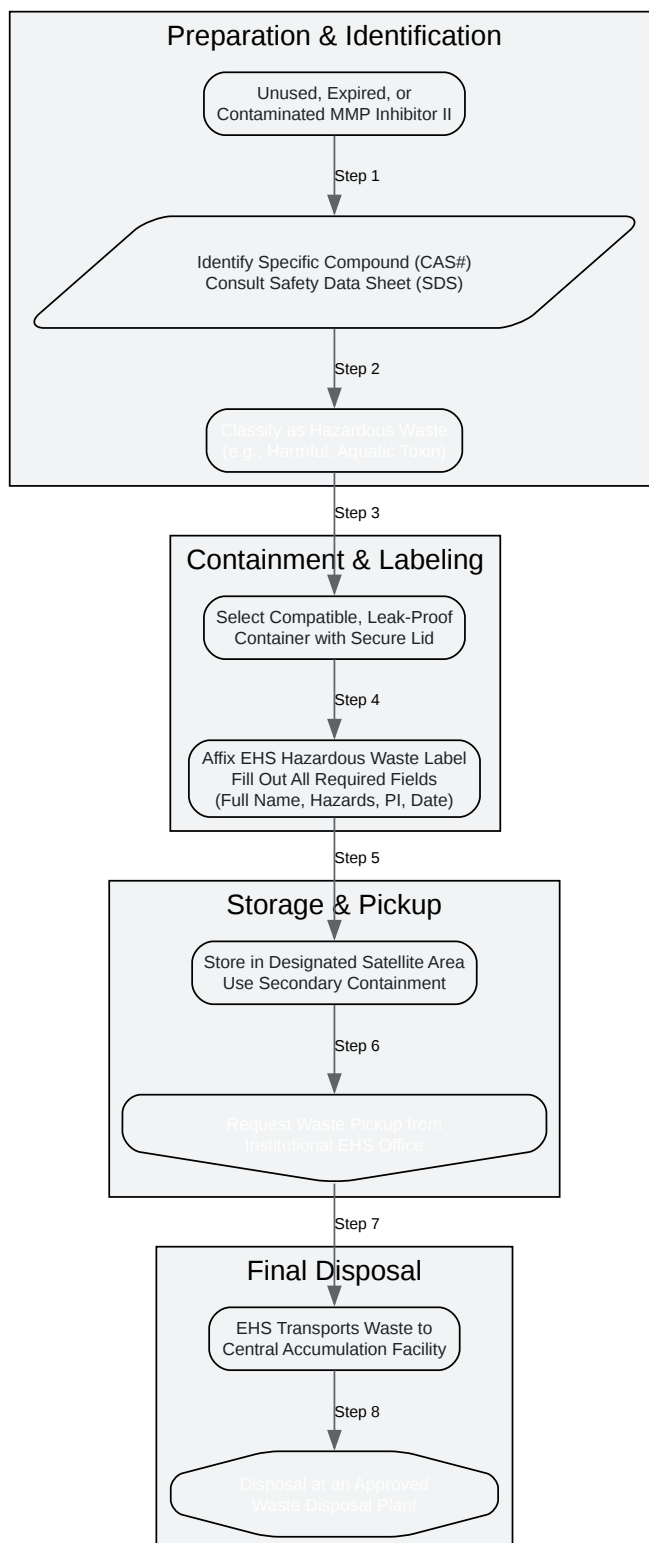 Preparation & Identification
Unused, Expired, or
Contaminated MMP Inhibitor II
Step 1
Identify Specific Compound (CAS#)
Consult Safety Data Sheet (SDS)
Step 2
Classify as Hazardous Waste
(e.g., Harmful, Aquatic Toxin)
Step 3
Containment & Labeling
Select Compatible, Leak-Proof
Container with Secure Lid
Step 4
Affix EHS Hazardous Waste Label
Fill Out All Required Fields
(Full Name, Hazards, PI, Date)
Step 5
Storage & Pickup
Store in Designated Satellite Area
Use Secondary Containment
Step 6
Request Waste Pickup from
Institutional EHS Office
Step 7
Final Disposal
EHS Transports Waste to
Central Accumulation Facility
Step 8
Disposal at an Approved
Waste Disposal Plant